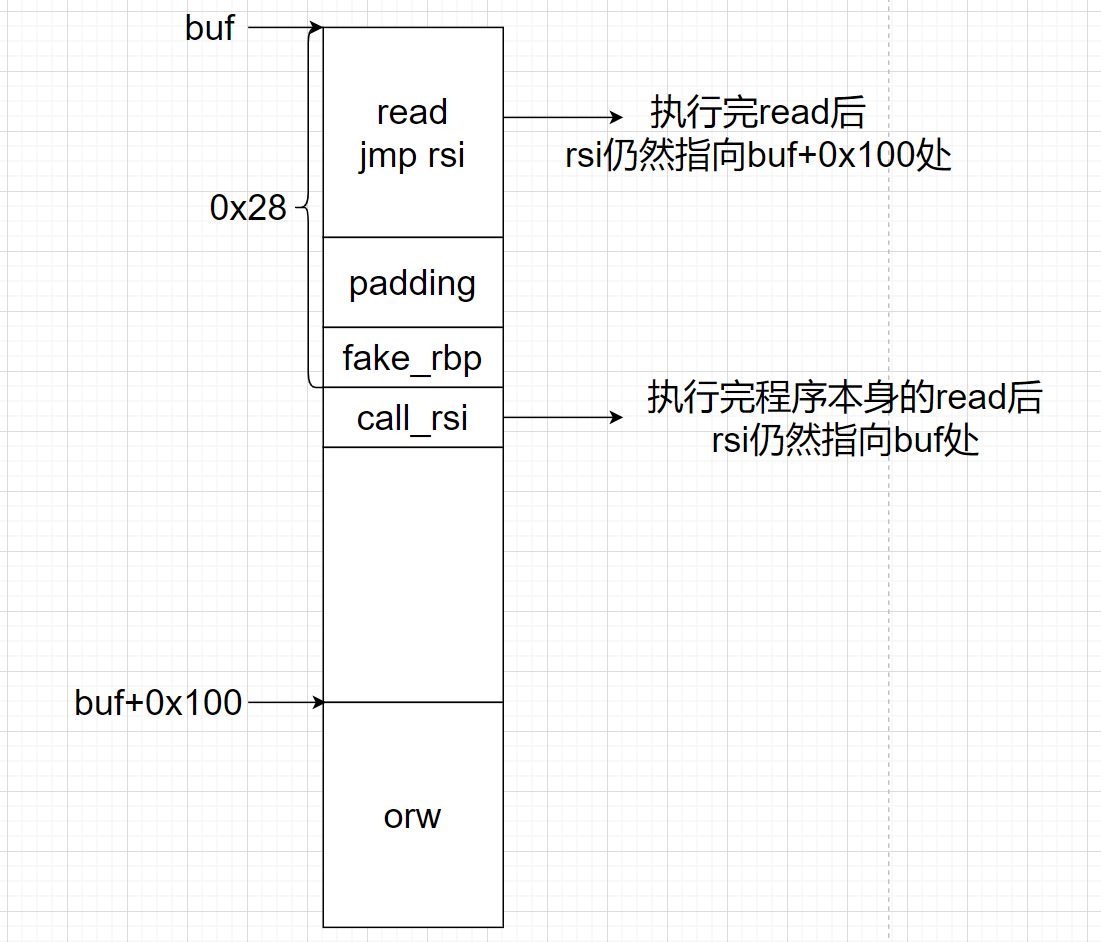 buf
read
jmp rsi
执行完read后
rsi仍然指向buf+0x100处
0x28
padding
fake_rbp
call_rsi
执行完程序本身的read后
rsi仍然指向buf处
buf+0x100
orw